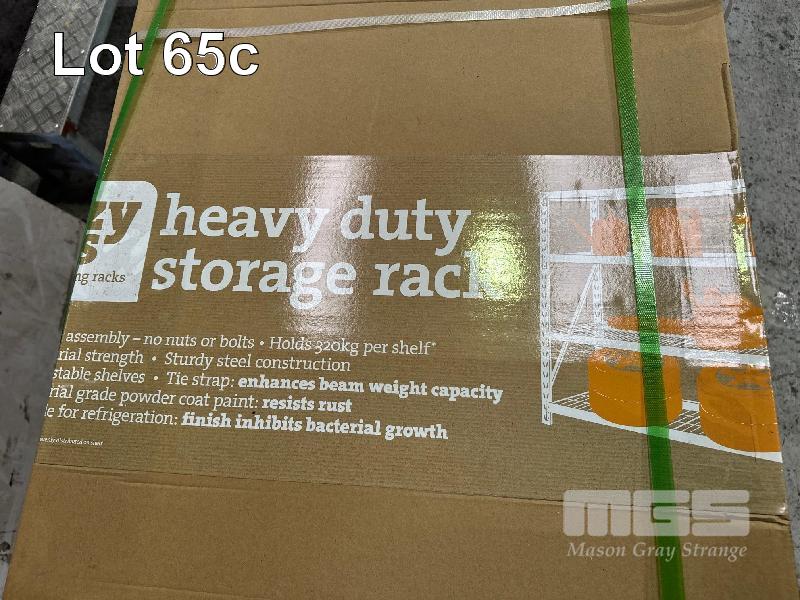 Lot 65c
heavy duty
storage rack
ng racks
assembly – no nuts or bolts • Holds 320kg per shelf*
rial strength • Sturdy steel construction
stable shelves • Tie strap: enhances beam weight capacity
rial grade powder coat paint: resists rust
le for refrigeration: finish inhibits bacterial growth
MGS
Mason Gray Strange